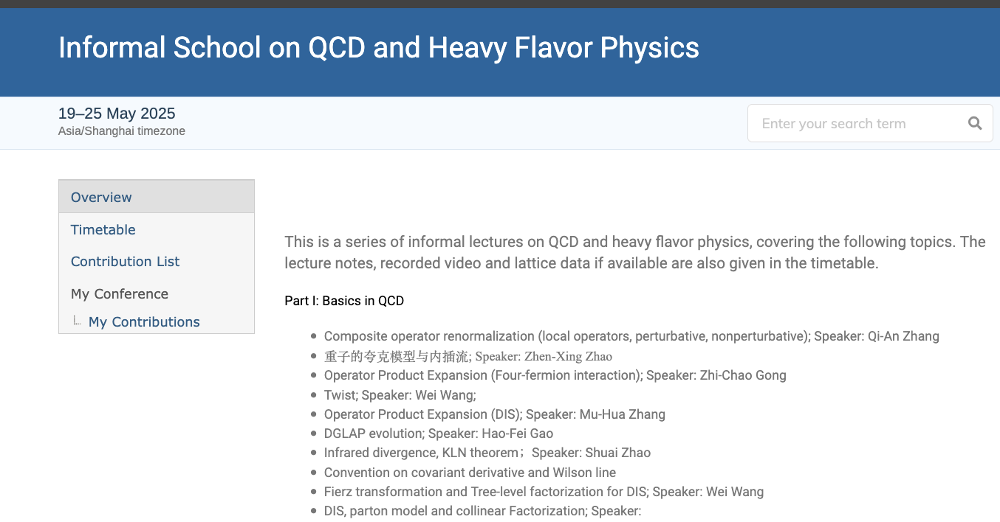 Informal School on QCD and Heavy Flavor Physics
19–25 May 2025
Asia/Shanghai timezone
Enter your search term
Overview
Timetable
Contribution List
My Conference
My Contributions
This is a series of informal lectures on QCD and heavy flavor physics, covering the following topics. The
lecture notes, recorded video and lattice data if available are also given in the timetable.
Part I: Basics in QCD
Composite operator renormalization (local operators, perturbative, nonperturbative); Speaker: Qi-An Zhang
重子的夸克模型与内插流; Speaker: Zhen-Xing Zhao
Operator Product Expansion (Four-fermion interaction); Speaker: Zhi-Chao Gong
Twist; Speaker: Wei Wang;
Operator Product Expansion (DIS); Speaker: Mu-Hua Zhang
DGLAP evolution; Speaker: Hao-Fei Gao
Infrared divergence, KLN theorem；Speaker: Shuai Zhao
Convention on covariant derivative and Wilson line
Fierz transformation and Tree-level factorization for DIS; Speaker: Wei Wang
DIS, parton model and collinear Factorization; Speaker: